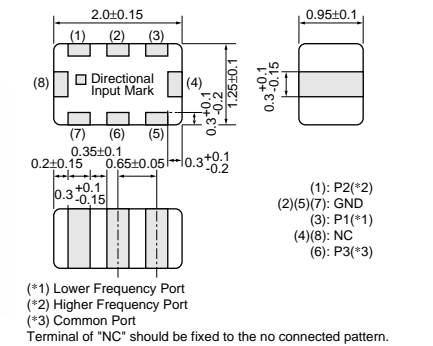 2.0±0.15
0.95±0.1
(1) (2) (3)
(8)
Directional
Input Mark
(4)
(7) (6) (5)
1.25±0.1
0.3+0.1-0.2
0.3+0.1-0.15
0.35±0.1
0.2±0.15
0.65±0.05
0.3+0.1-0.2
0.3+0.1-0.15
(1): P2(*2)
(2)(5)(7): GND
(3): P1(*1)
(4)(8): NC
(6): P3(*3)
(*1) Lower Frequency Port
(*2) Higher Frequency Port
(*3) Common Port
Terminal of "NC" should be fixed to the no connected pattern.